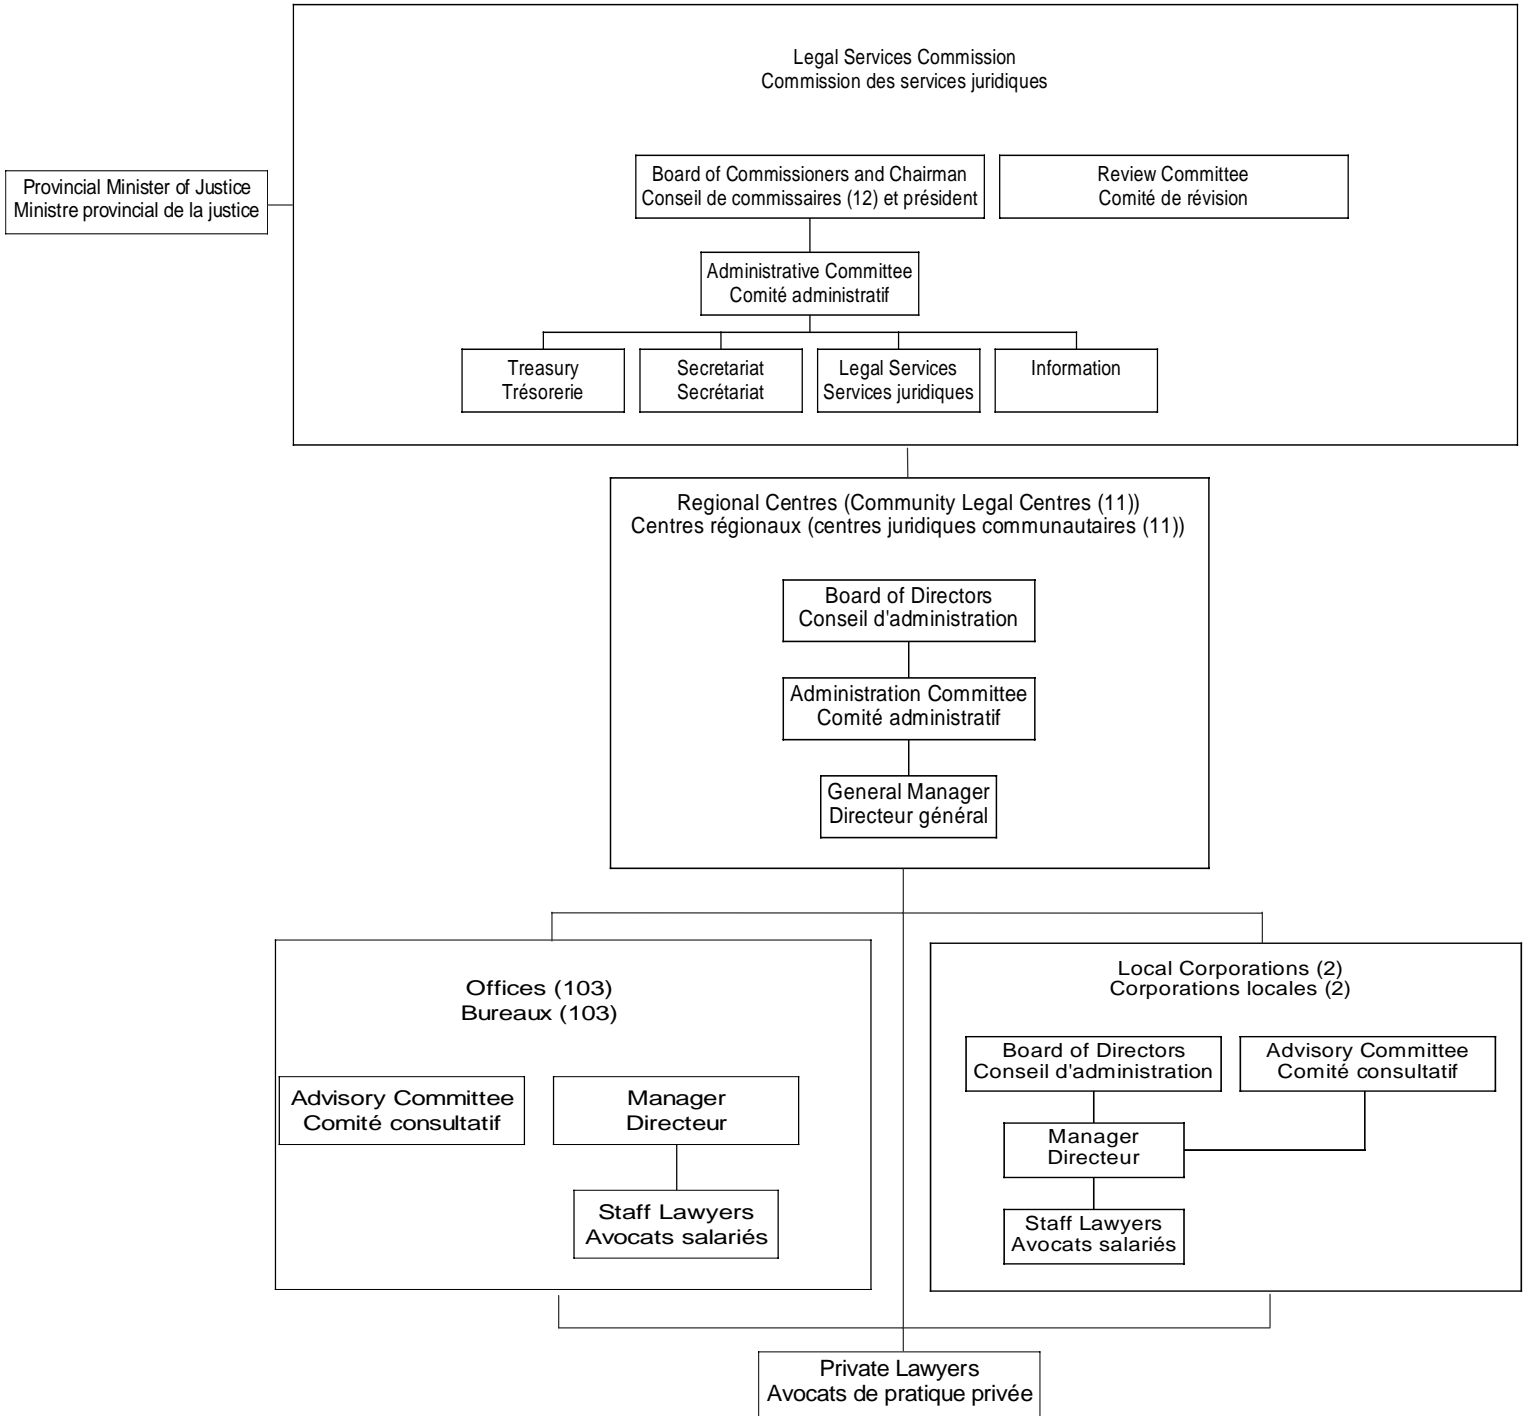 Legal Services Commission
Commission des services juridiques
Provincial Minister of Justice
Ministre provincial de la justice
Board of Commissioners and Chairman
Conseil de commissaires (12) et président
Review Committee
Comité de révision
Administrative Committee
Comité administratif
Treasury
Trésorerie
Secretariat
Secrétariat
Legal Services
Services juridiques
Information
Regional Centres (Community Legal Centres (11))
Centres régionaux (centres juridiques communautaires (11))
Board of Directors
Conseil d'administration
Administration Committee
Comité administratif
General Manager
Directeur général
Offices (103)
Bureaux (103)
Advisory Committee
Comité consultatif
Manager
Directeur
Staff Lawyers
Avocats salariés
Local Corporations (2)
Corporations locales (2)
Board of Directors
Conseil d'administration
Advisory Committee
Comité consultatif
Manager
Directeur
Staff Lawyers
Avocats salariés
Private Lawyers
Avocats de pratique privée